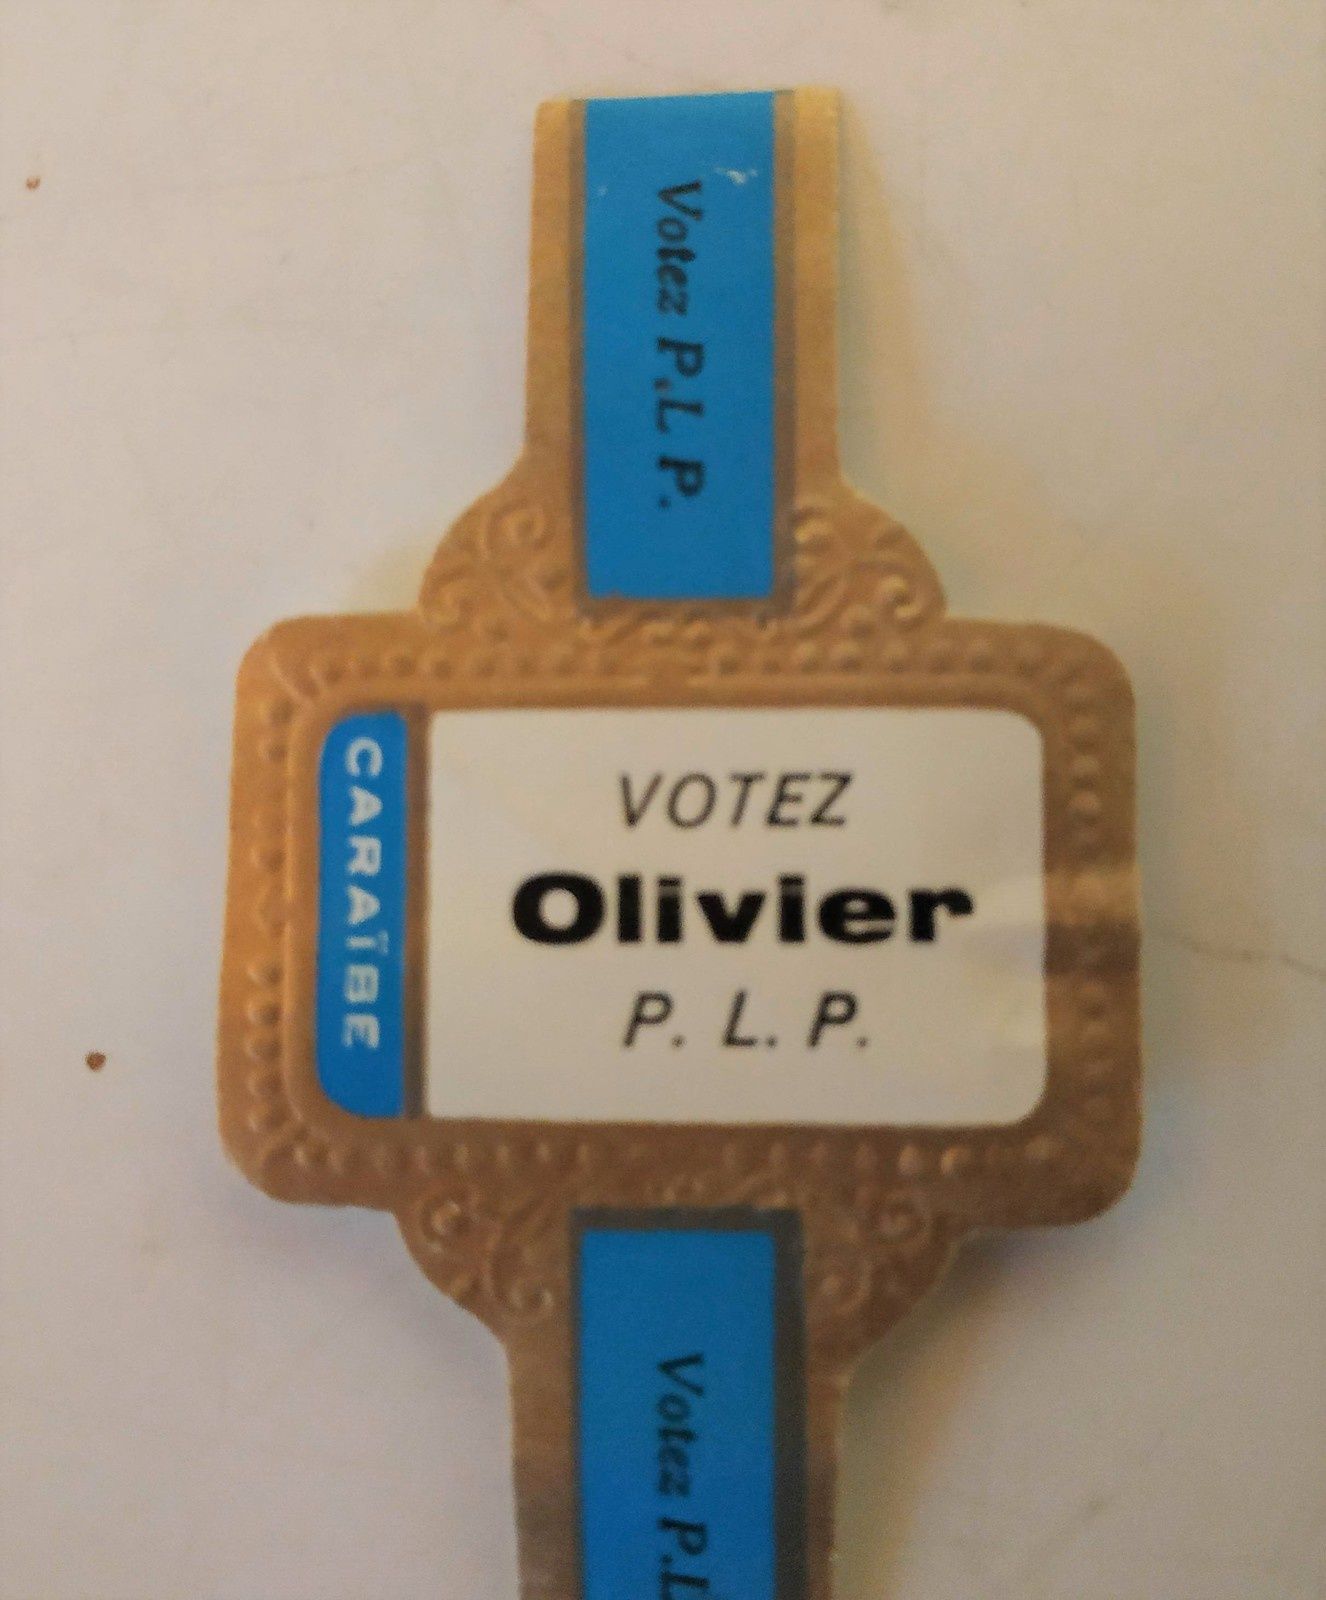 Votez P.L P.
CARAÏBE
VOTEZ
Olivier
P. L. P.
Votez P.L